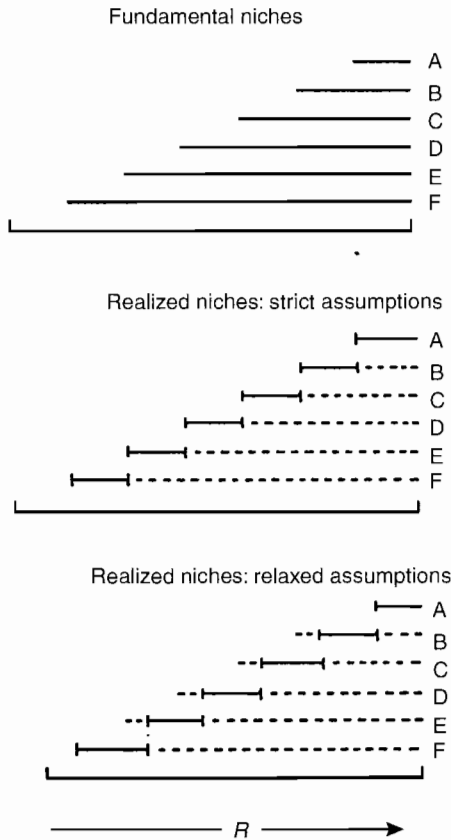 Fundamental niches
A
B
C
D
E
F
Realized niches: strict assumptions
A
B
C
D
E
F
Realized niches: relaxed assumptions
A
B
C
D
E
F
R